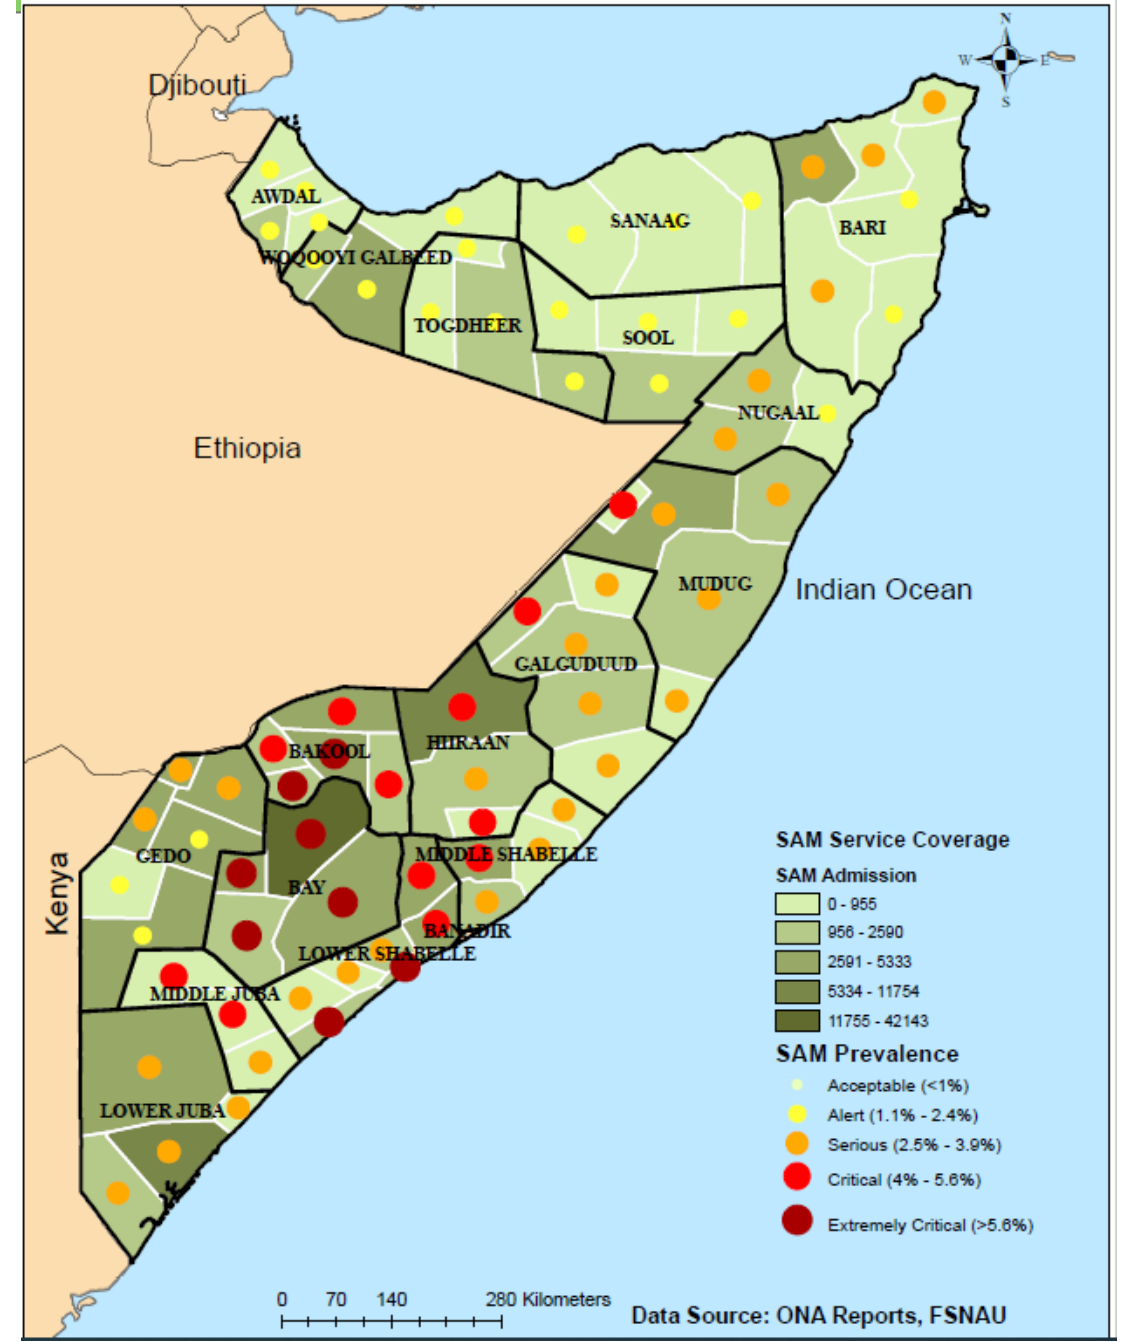 N
W E
S
Djibouti
AWDAL
SANAAG
BARI
WOQOOYI GALBEED
TOGDHEER
SOOL
NUGAAL
Ethiopia
MUDUG
Indian Ocean
GALGUDUUD
HIIRAAN
BAKOOL
MIDDLE SHABELLE
GEDO
BAY
Kenya
BANADIR
LOWER SHABELLE
MIDDLE JUBA
LOWER JUBA
SAM Service Coverage
SAM Admission
0 - 955
956 - 2590
2591 - 5333
5334 - 11754
11755 - 42143
SAM Prevalence
Acceptable (<1%)
Alert (1.1% - 2.4%)
Serious (2.5% - 3.9%)
Critical (4% - 5.6%)
Extremely Critical (>5.6%)
0 70 140 280 Kilometers
Data Source: ONA Reports, FSNAU